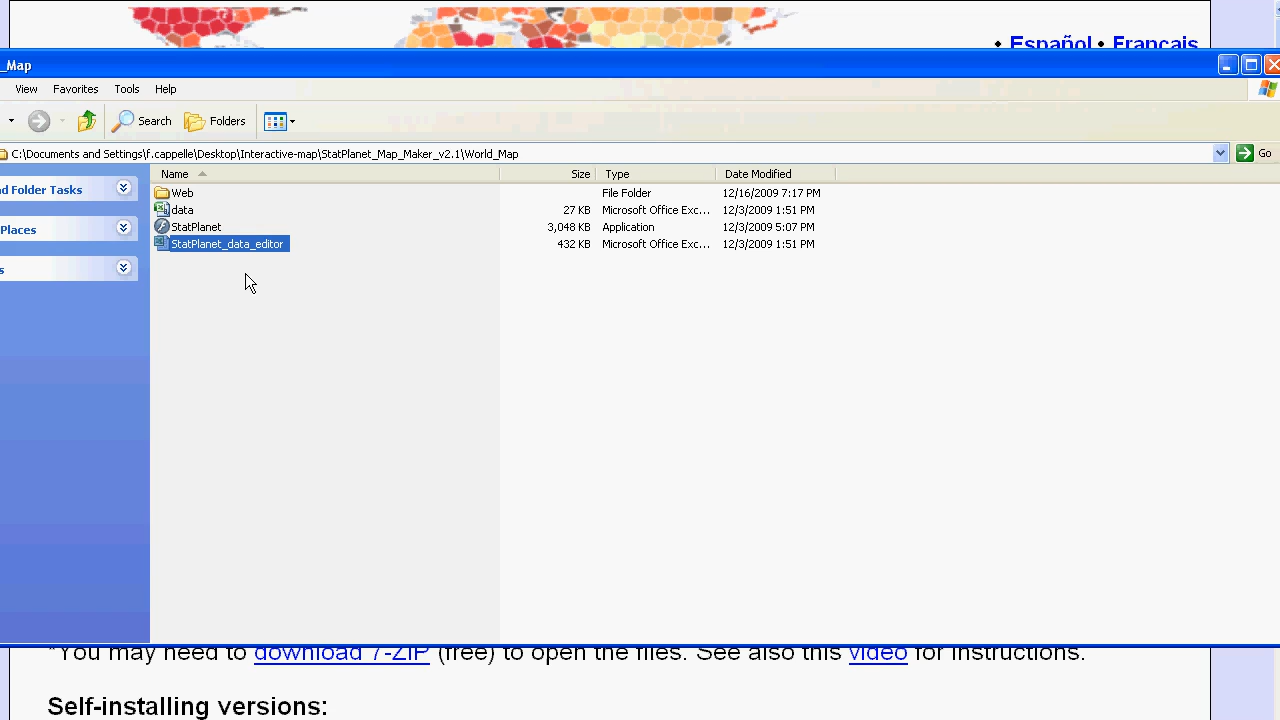 • Español • Français
_Map
View Favorites Tools Help
Search Folders
C:\Documents and Settings\f.cappelle\Desktop\Interactive-map\StatPlanet_Map_Maker_v2.1\World_Map Go
Name Size Type Date Modified
nd Folder Tasks
Places
s
Web File Folder 12/16/2009 7:17 PM
data 27 KB Microsoft Office Exc... 12/3/2009 1:51 PM
StatPlanet 3,048 KB Application 12/3/2009 5:07 PM
StatPlanet_data_editor 432 KB Microsoft Office Exc... 12/3/2009 1:51 PM
*You may need to download 7-ZIP (free) to open the files. See also this video for instructions.
Self-installing versions: